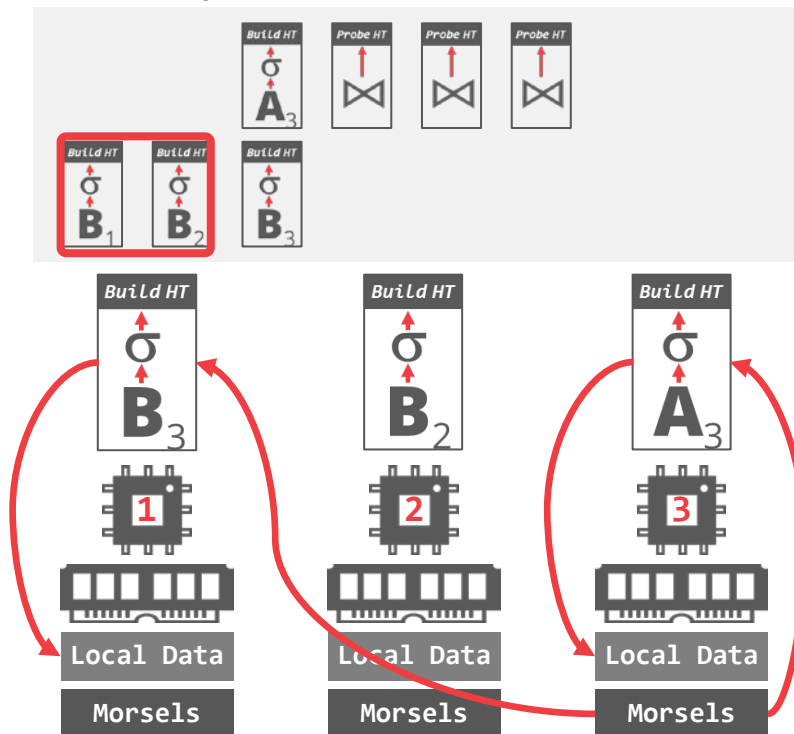 Build HT
Probe HT
Probe HT
Probe HT
σ
A3
Build HT
Build HT
Build HT
σ
σ
σ
B1
B2
B3
Build HT
Build HT
Build HT
σ
σ
σ
B3
B2
A3
1
2
3
Local Data
Local Data
Local Data
Morsels
Morsels
Morsels